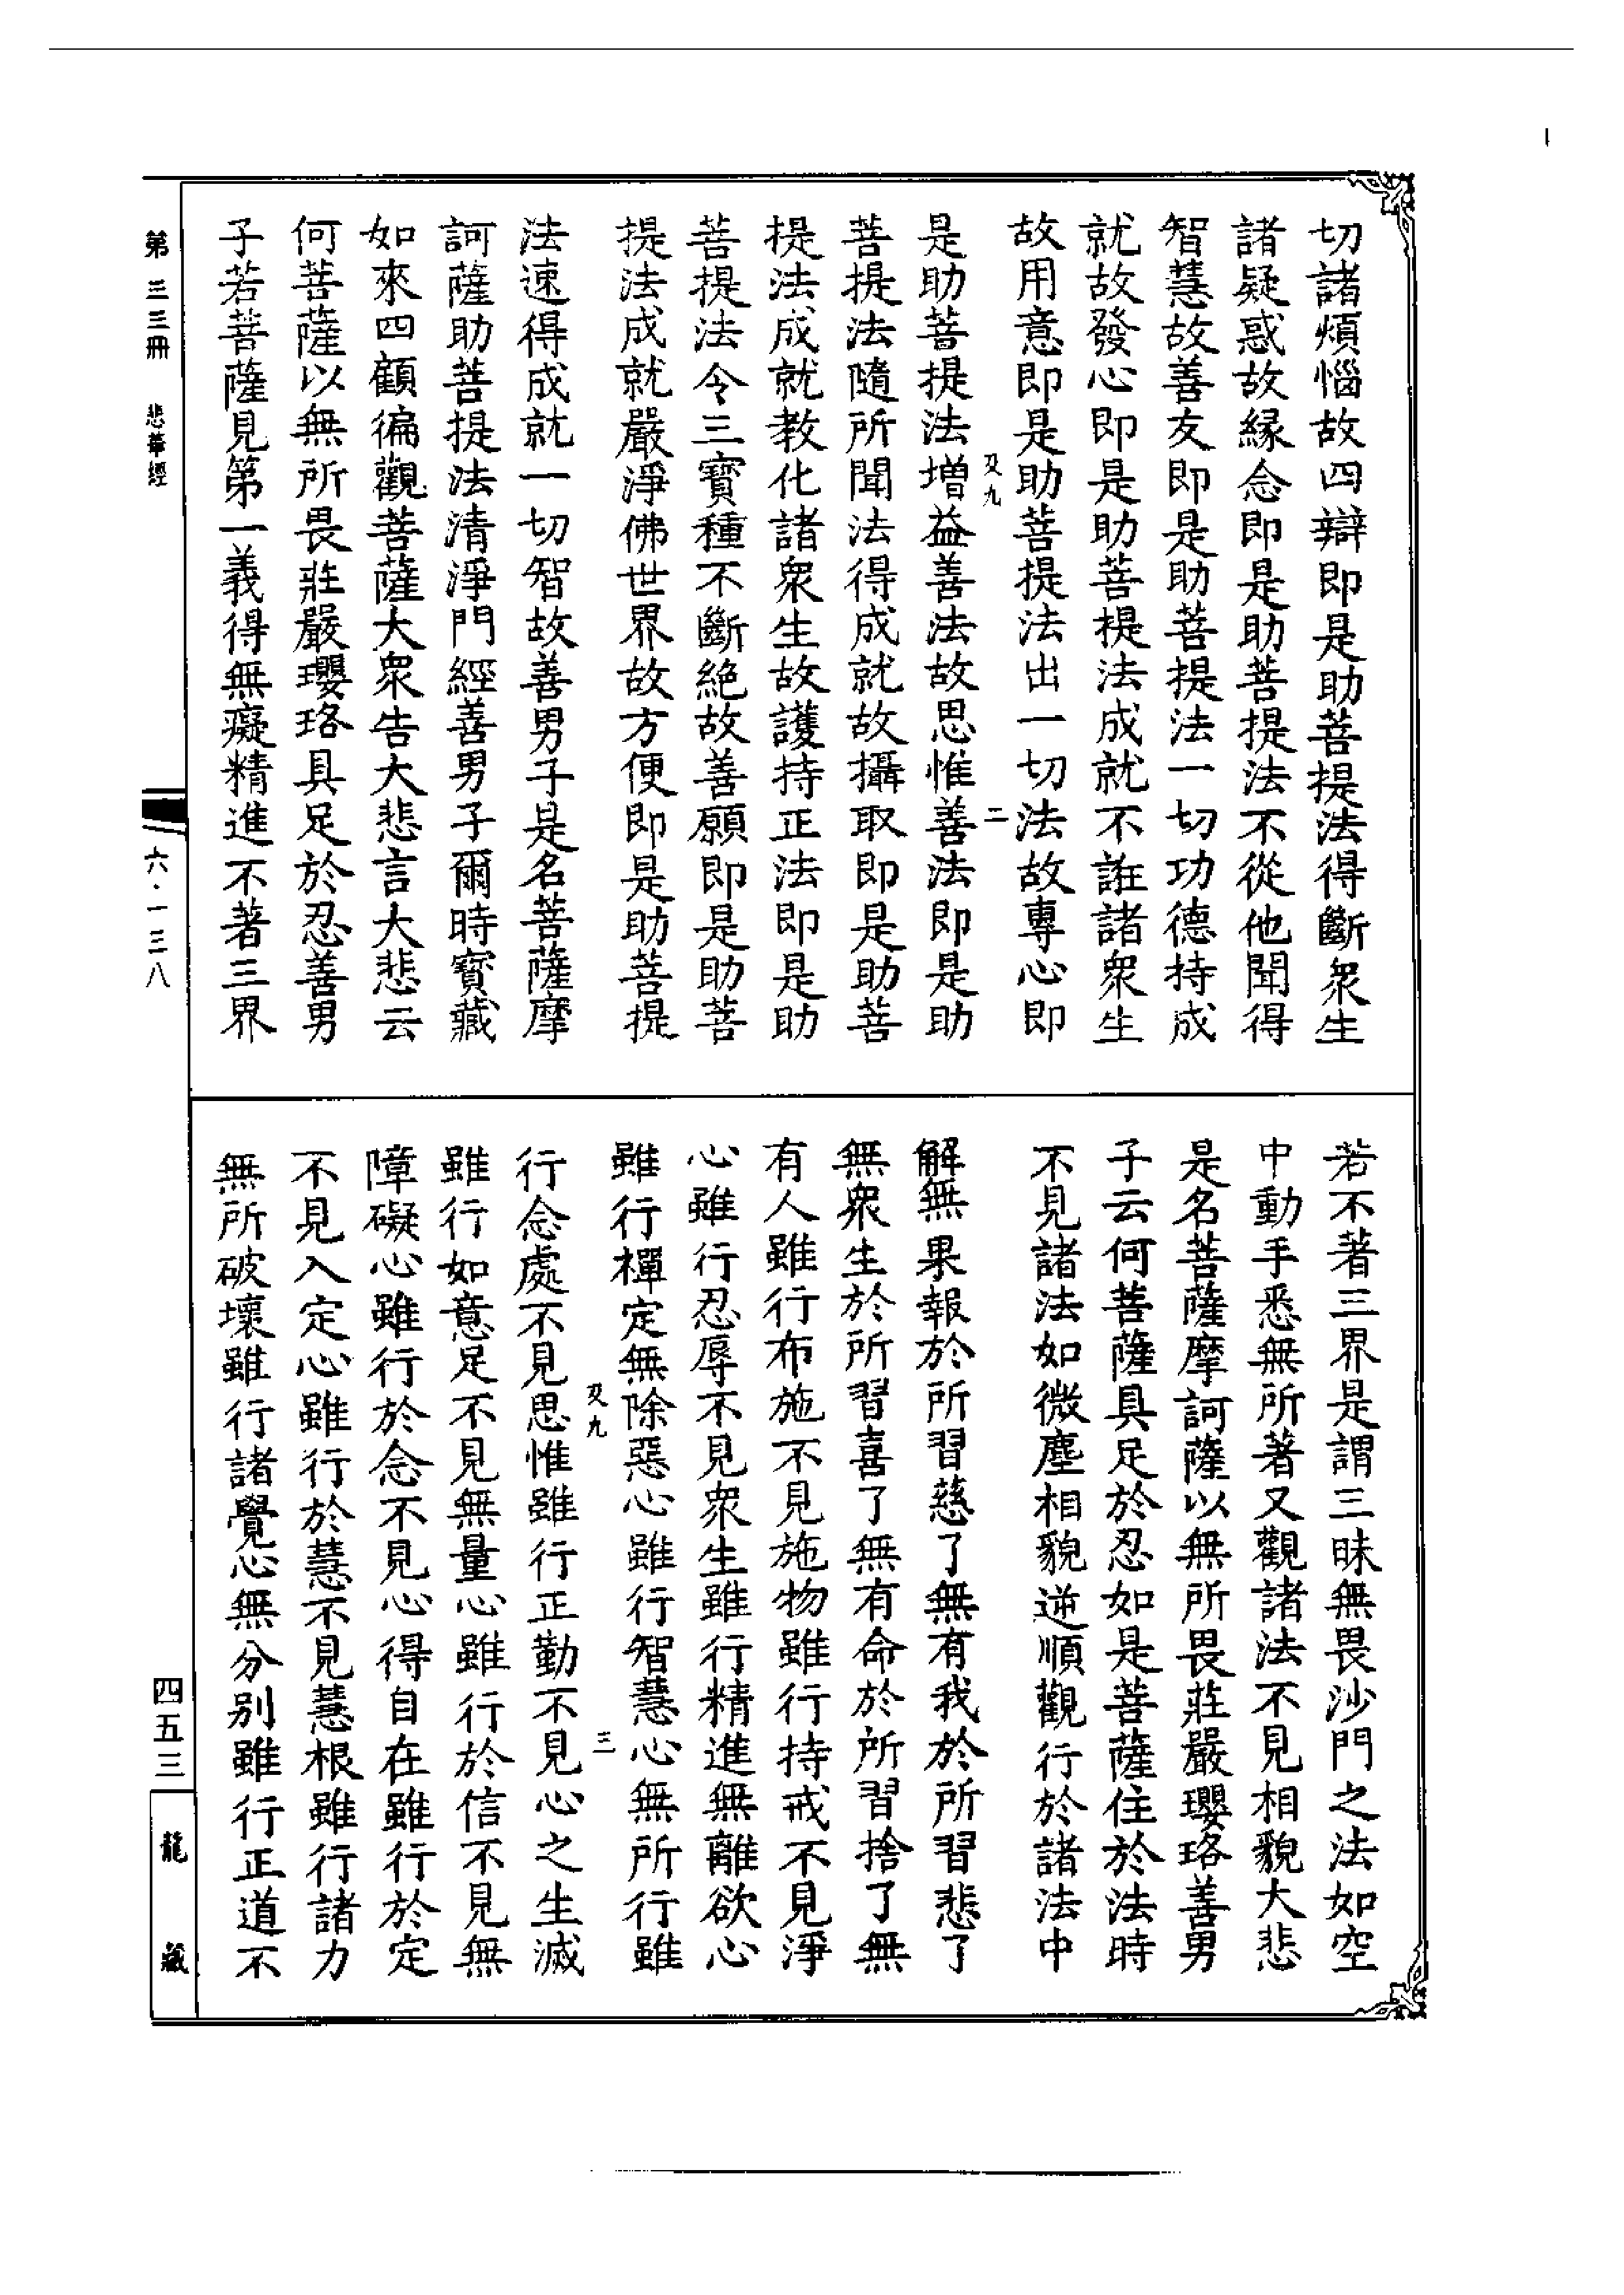 切諸煩惱故四辯即是助菩提法得斷衆生
諸疑惑故縁念即是助菩提法不從他聞得
智慧故善友即是助菩提法一切功德持成
就故發心即是助菩提法成就不誑諸衆生
故用意即是助菩提法出一切法故專心即
是助菩提法增益善法故思惟善法即是助
菩提法隨所聞法得成就故攝取即是助菩
提法成就教化諸衆生故護持正法即是助
菩提法令三寶種不斷絶故善願即是助菩
提法成就嚴淨佛世界故方便即是助菩提
法速得成就一切智故善男子是名菩薩摩
訶薩助菩提法清淨門經善男子爾時寶藏
如來四顧徧觀菩薩大衆告大悲言大悲云
何菩薩以無所畏莊嚴瓔珞具足於忍善男
子若菩薩見第一義得無癡精進不著三界
若不著三界是謂三昧無畏沙門之法如空
中動手悉無所著又觀諸法不見相貌大悲
是名菩薩摩訶薩以無所畏莊嚴瓔珞善男
子云何菩薩具足於忍如是菩薩住於法時
不見諸法如微塵相貌逆順觀行於諸法中
解無果報於所習慈了無有我於所習悲了
無衆生於所習喜了無有命於所習捨了無
有人雖行布施不見施物雖行持戒不見淨
心雖行忍辱不見衆生雖行精進無離欲心
雖行禪定無除惡心雖行智慧心無所行雖
行念處不見思惟雖行正勤不見心之生滅
雖行如意足不見無量心雖行於信不見無
障礙心雖行於念不見心得自在雖行於定
不見入定心雖行於慧不見慧根雖行諸力
無所破壞雖行諸覺心無分别雖行正道不
第三三冊 悲華經
六·一三八
四五三
龍藏
及九
二
及九
三